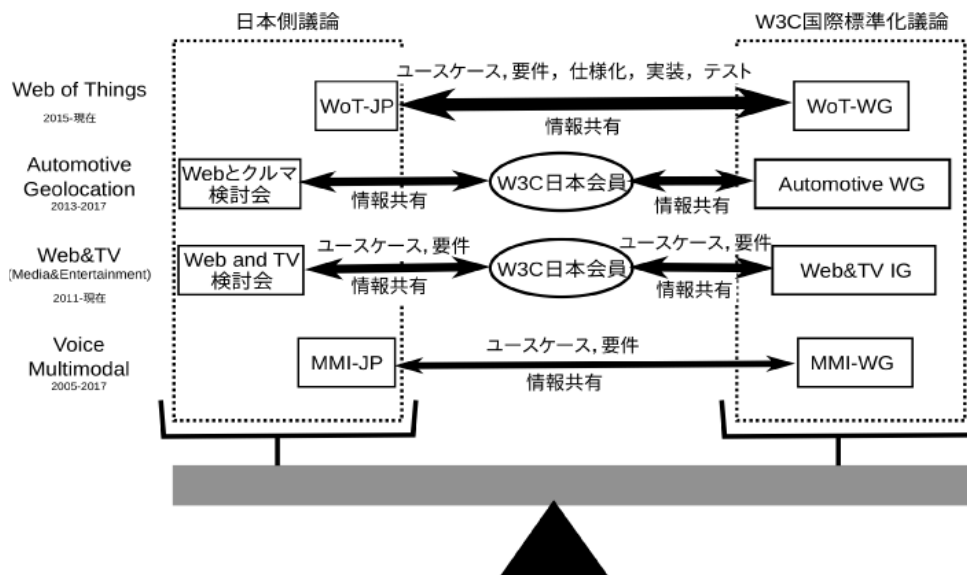 日本側議論
W3C国際標準化議論
Web of Things
2015-現在
WoT-JP
ユースケース, 要件, 仕様化, 実装, テスト
情報共有
WoT-WG
Automotive
Geolocation
2013-2017
Webとクルマ
検討会
情報共有
W3C日本会員
情報共有
Automotive WG
Web&TV
(Media&Entertainment)
2011-現在
Web and TV
検討会
ユースケース, 要件
情報共有
W3C日本会員
ユースケース, 要件
情報共有
Web&TV IG
Voice
Multimodal
2005-2017
MMI-JP
ユースケース, 要件
情報共有
MMI-WG